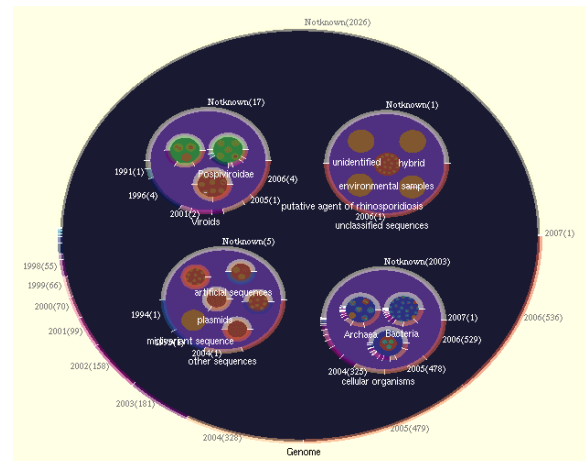 Notknown(2026)
Notknown(17)
Notknown(1)
1991(1)
Pospiviroidae
2006(4)
1996(4)
2005(1)
2001(2)
Viroids
unidentified
hybrid
environmental samples
putative agent of rhinosporidiosis
2006(1)
unclassified sequences
2007(1)
Notknown(5)
Notknown(2003)
1998(55)
1999(66)
2000(70)
2001(99)
2002(158)
2003(181)
2004(328)
artificial sequences
1994(1)
plasmids
2004(1)
other sequences
Archaea
Bacteria
2007(1)
2006(529)
2005(478)
2004(325)
cellular organisms
2006(536)
2005(479)
Genome